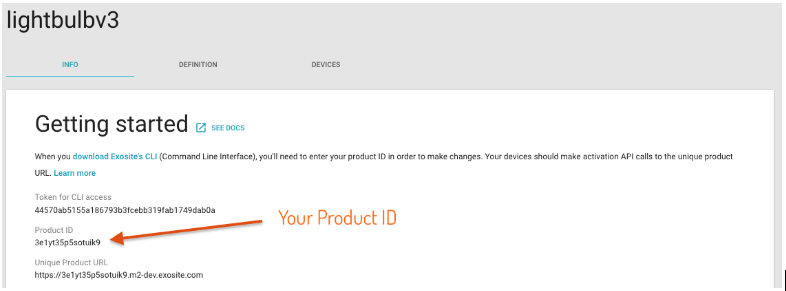 lightbulbv3
INFO DEFINITION DEVICES
Getting started SEE DOCS
When you download Exosite's CLI (Command Line Interface), you'll need to enter your product ID in order to make changes. Your devices should make activation API calls to the unique product
URL. Learn more
Token for CLI access
44570ab5155a186793b3fcebb319fab1749dab0a
Product ID
3e1yt35p5sotuik9
Your Product ID
Unique Product URL
https://3e1yt35p5sotuik9.m2-dev.exosite.com